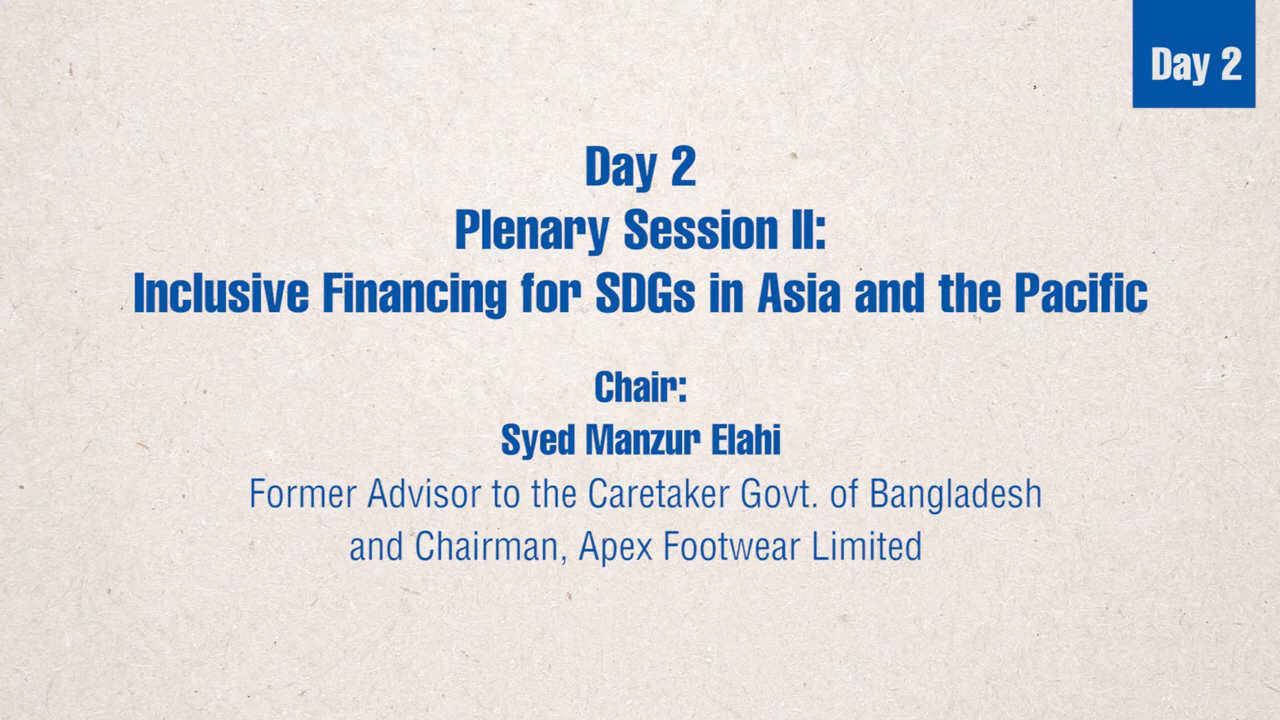 Day 2
Day 2
Plenary Session II:
Inclusive Financing for SDGs in Asia and the Pacific
Chair:
Syed Manzur Elahi
Former Advisor to the Caretaker Govt. of Bangladesh
and Chairman, Apex Footwear Limited